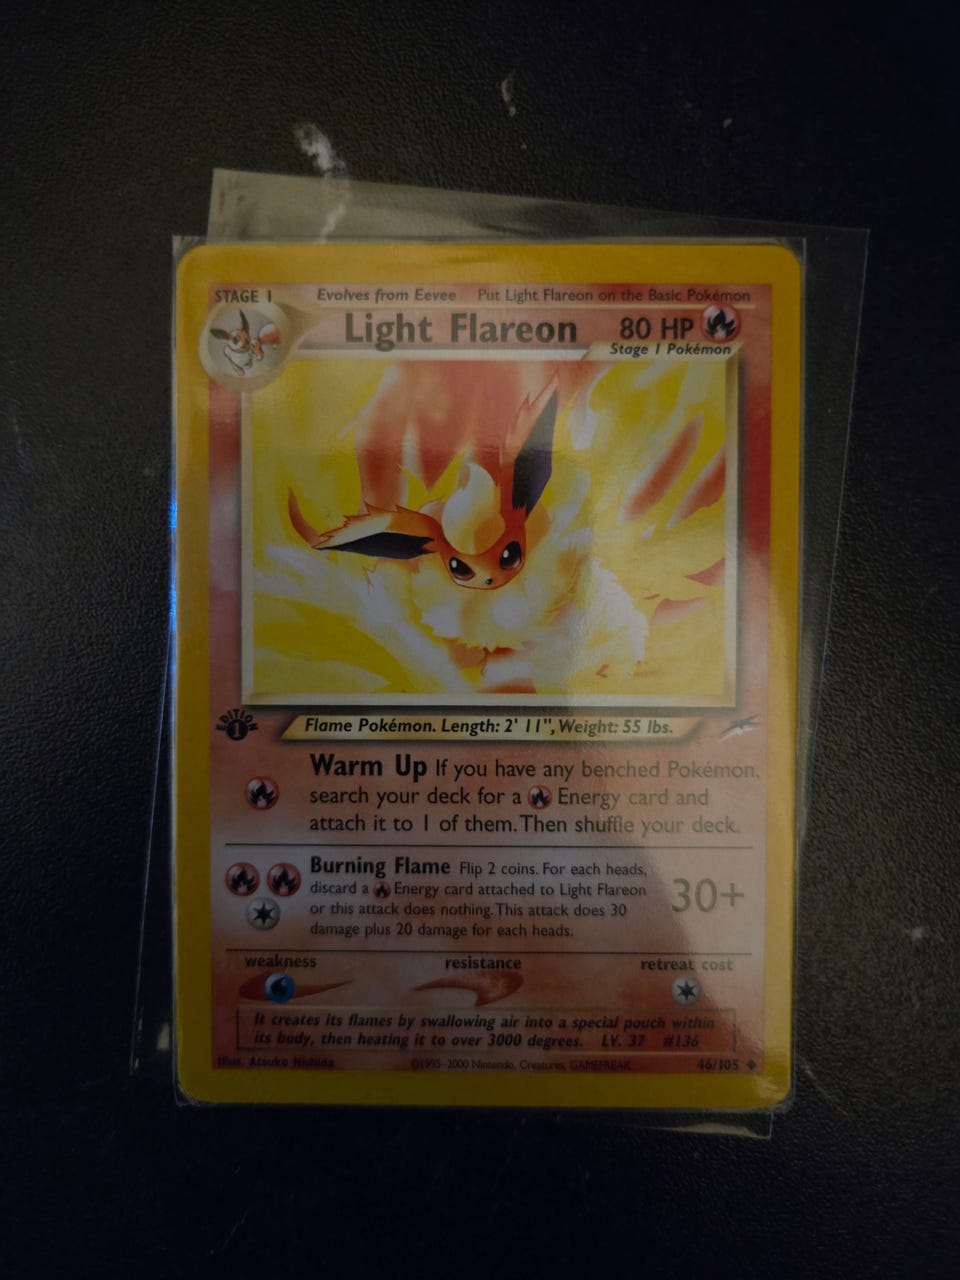 STAGE 1 Evolves from Eevee Put Light Flareon on the Basic Pokémon
Light Flareon 80 HP
Stage 1 Pokémon
EDITION
1
Flame Pokémon. Length: 2' 11", Weight: 55 lbs.
Warm Up If you have any benched Pokémon,
search your deck for a Energy card and
attach it to 1 of them. Then shuffle your deck.
Burning Flame Flip 2 coins. For each heads,
discard a Energy card attached to Light Flareon
or this attack does nothing. This attack does 30
damage plus 20 damage for each heads.
30+
weakness resistance retreat cost
It creates its flames by swallowing air into a special pouch within
its body, then heating it to over 3000 degrees. LV. 37 #136
Illus. Atsuko Nishida ©1995-2000 Nintendo, Creatures, GAMEFREAK. 46/105 ◆